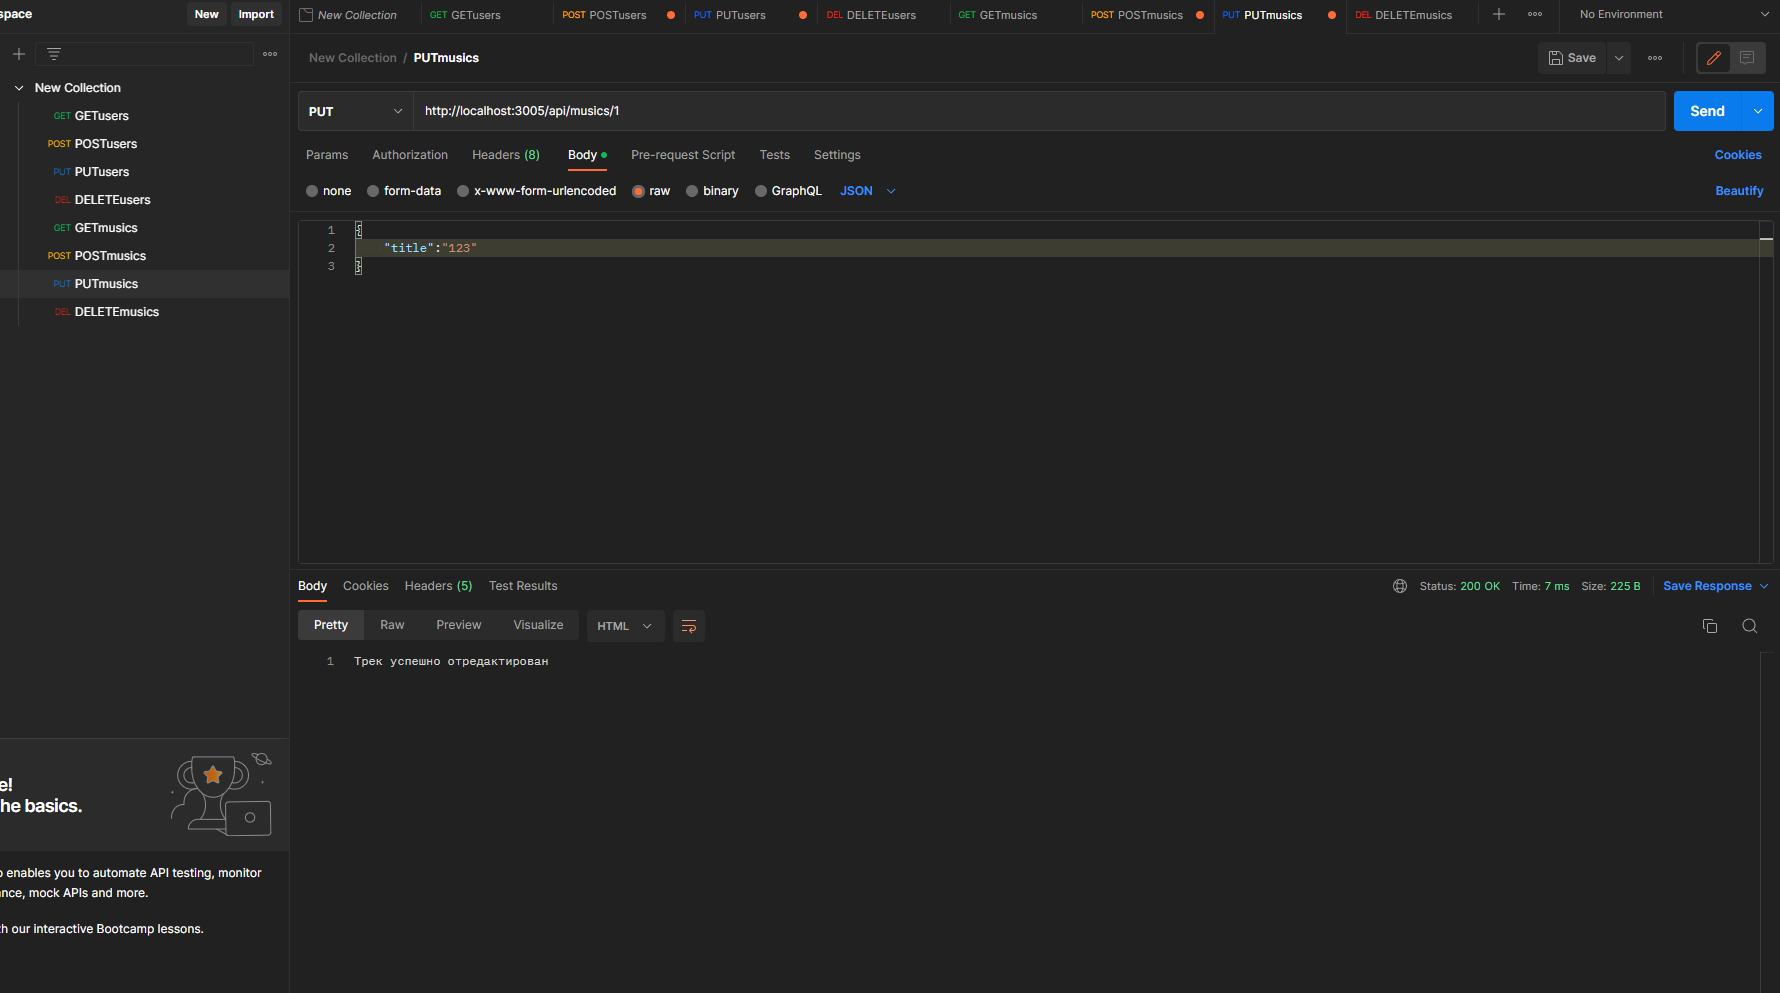 space New Import
New Collection GET GETusers POST POSTusers PUT PUTusers DEL DELETEusers GET GETmusics POST POSTmusics PUT PUTmusics DEL DELETEmusics No Environment
New Collection / PUTmusics Save
New Collection
GET GETusers
POST POSTusers
PUT PUTusers
DEL DELETEusers
GET GETmusics
POST POSTmusics
PUT PUTmusics
DEL DELETEmusics
PUT http://localhost:3005/api/musics/1 Send
Params Authorization Headers (8) Body Pre-request Script Tests Settings Cookies
none form-data x-www-form-urlencoded raw binary GraphQL JSON Beautify
1 {
2 "title":"123"
3 }
Body Cookies Headers (5) Test Results Status: 200 OK Time: 7 ms Size: 225 B Save Response
Pretty Raw Preview Visualize HTML
1 Трек успешно отредактирован
e!
he basics.
o enables you to automate API testing, monitor
ance, mock APIs and more.
th our interactive Bootcamp lessons.